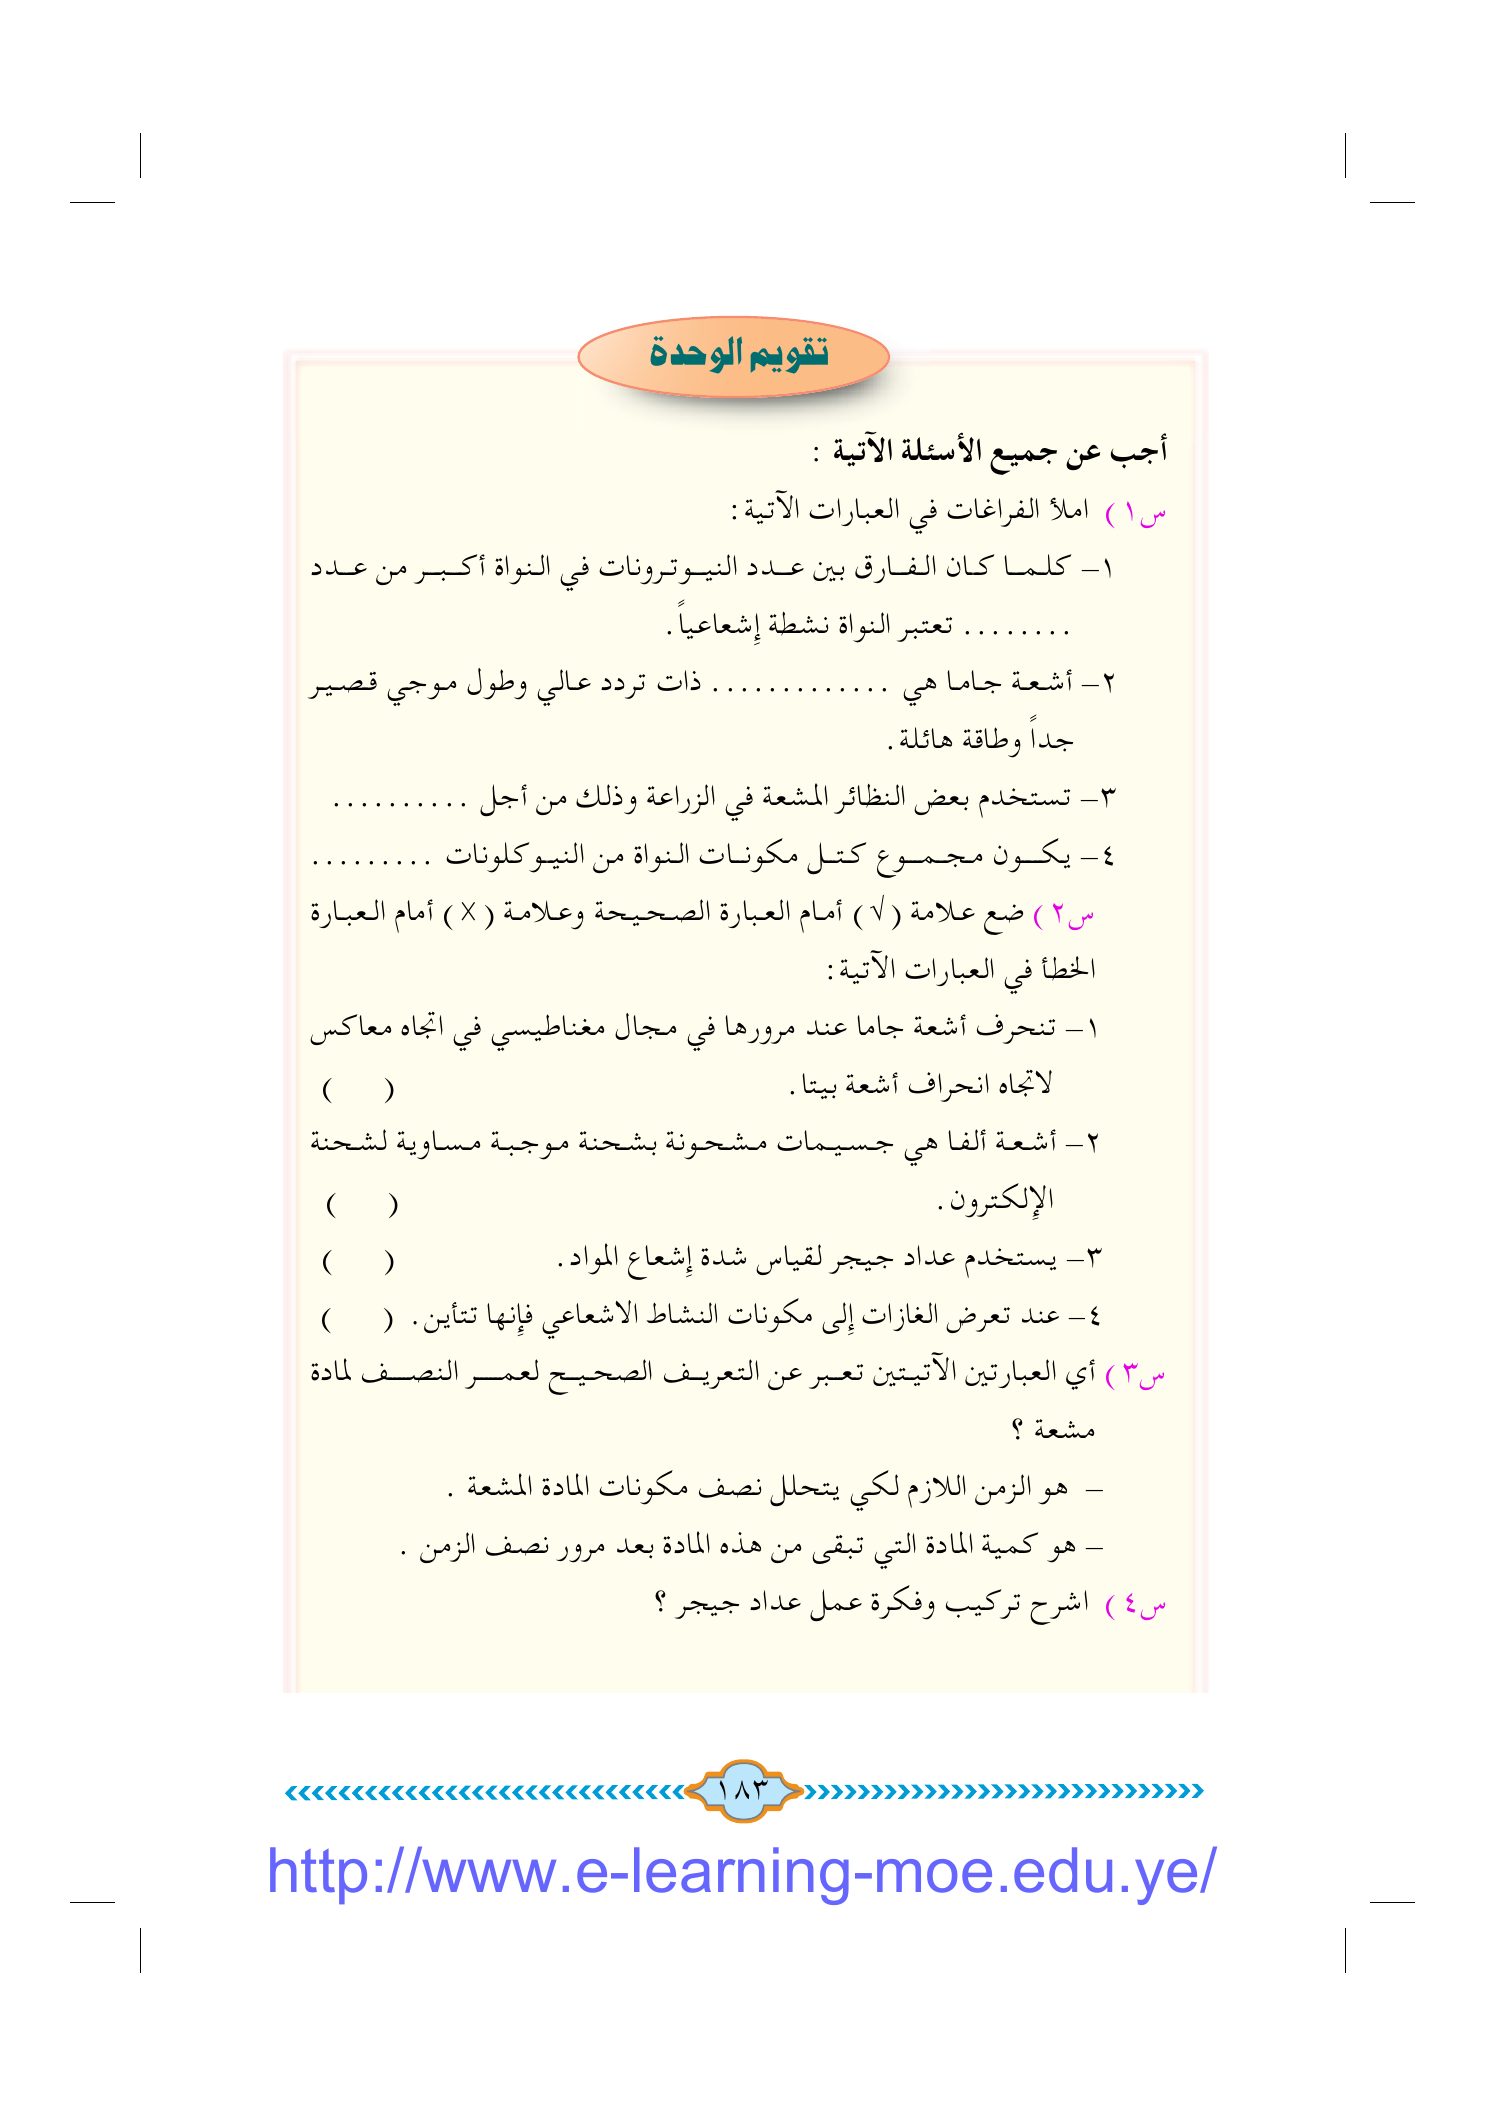 تقويم الوحدة
أجب عن جميع الأسئلة الآتية :
س١) املأ الفراغات في العبارات الآتية:
١– كلما كان الفارق بين عدد النيوترونات في النواة أكبر من عدد
........ تعتبر النواة نشطة إشعاعياً.
٢– أشعة جاما هي ............. ذات تردد عالي وطول موجي قصير
جداً وطاقة هائلة.
٣– تستخدم بعض النظائر المشعة في الزراعة وذلك من أجل ..........
٤– يكون مجموع كتل مكونات النواة من النيوكلونات .........
س٢) ضع علامة (√) أمام العبارة الصحيحة وعلامة (X) أمام العبارة
الخطأ في العبارات الآتية:
١– تنحرف أشعة جاما عند مرورها في مجال مغناطيسي في اتجاه معاكس
لاتجاه انحراف أشعة بيتا. ( )
٢– أشعة ألفا هي جسيمات مشحونة بشحنة موجبة مساوية لشحنة
الإلكترون. ( )
٣– يستخدم عداد جيجر لقياس شدة إشعاع المواد. ( )
٤– عند تعرض الغازات إلى مكونات النشاط الاشعاعي فإنها تتأين. ( )
س٣) أي العبارتين الآتيتين تعبر عن التعريف الصحيح لعمر النصف لمادة
مشعة ؟
– هو الزمن اللازم لكي يتحلل نصف مكونات المادة المشعة .
– هو كمية المادة التي تبقى من هذه المادة بعد مرور نصف الزمن .
س٤) اشرح تركيب وفكرة عمل عداد جيجر ؟
١٨٣
http://www.e-learning-moe.edu.ye/